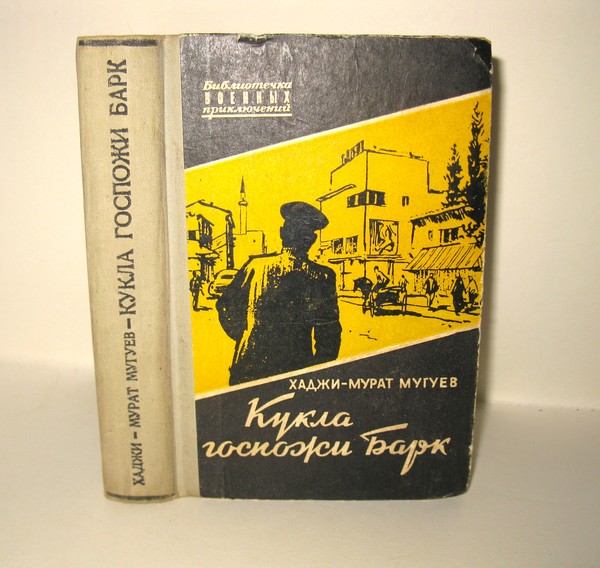 ХАДЖИ-МУРАТ МУГУЕВ-КУКЛА ГОСПОЖИ БАРК
Библиотечка
ВОЕННЫХ
приключений
ХАДЖИ-МУРАТ МУГУЕВ
Кукла
госпожи Барк